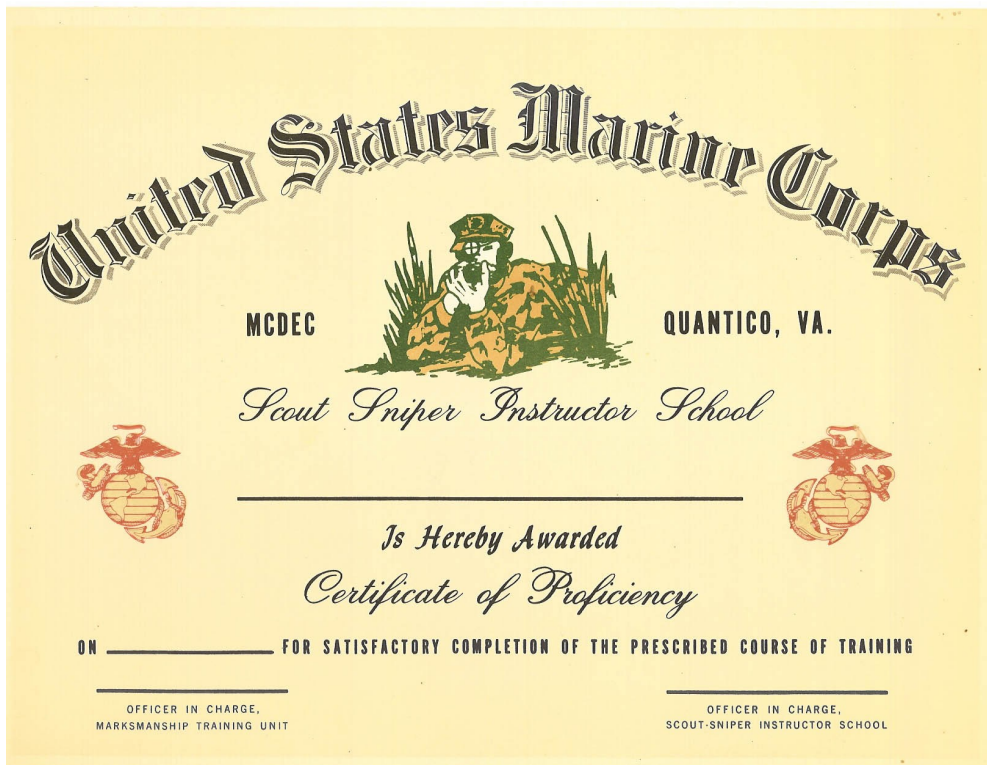 United States Marine Corps
MCDEC QUANTICO, VA.
Scout Sniper Instructor School
Is Hereby Awarded
Certificate of Proficiency
ON FOR SATISFACTORY COMPLETION OF THE PRESCRIBED COURSE OF TRAINING
OFFICER IN CHARGE,
MARKSMANSHIP TRAINING UNIT
OFFICER IN CHARGE,
SCOUT-SNIPER INSTRUCTOR SCHOOL